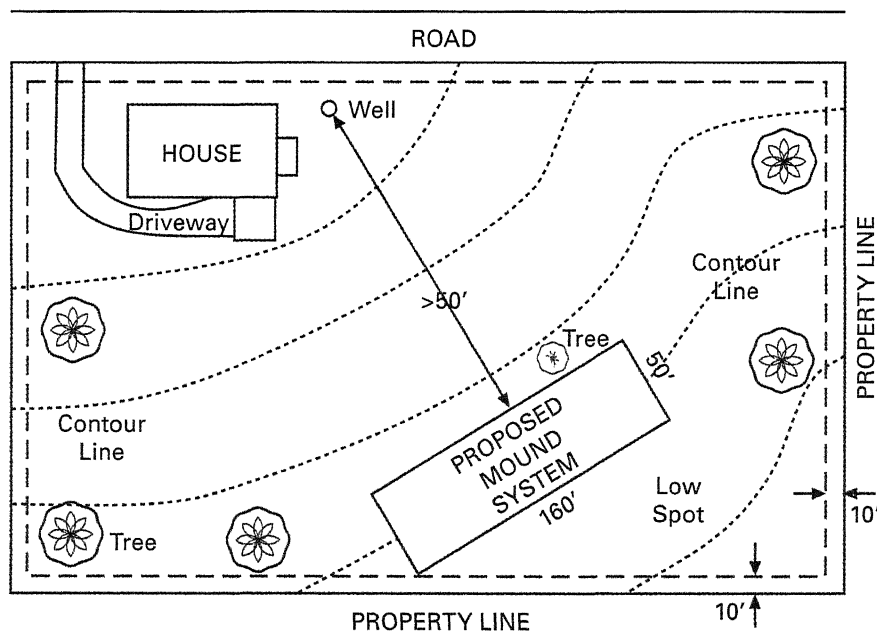 ROAD
Well
HOUSE
Driveway
Contour
Line
>50'
Tree
50'
PROPERTY LINE
Contour
Line
PROPOSED
MOUND
SYSTEM
160'
Low
Spot
10'
Tree
10'
PROPERTY LINE